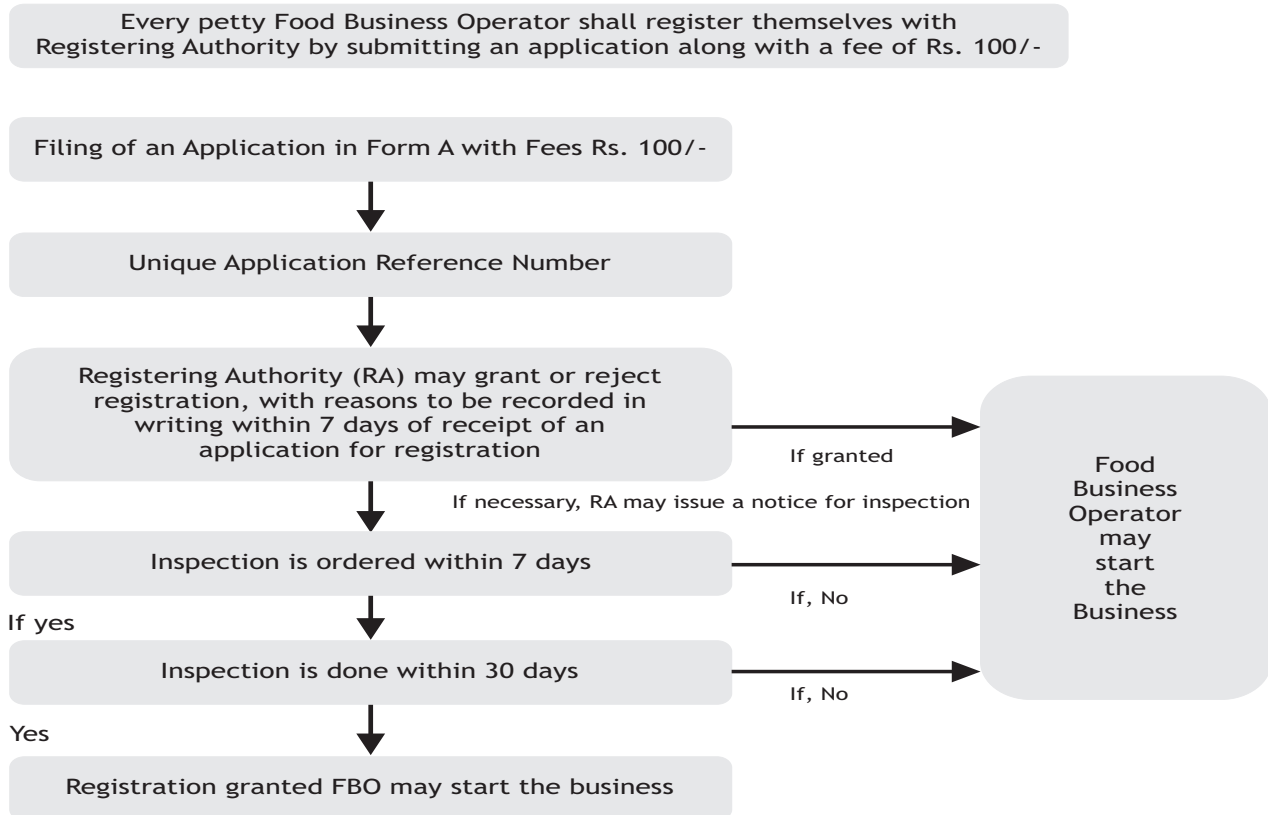 Every petty Food Business Operator shall register themselves with
Registering Authority by submitting an application along with a fee of Rs. 100/-
Filing of an Application in Form A with Fees Rs. 100/-
Unique Application Reference Number
Registering Authority (RA) may grant or reject
registration, with reasons to be recorded in
writing within 7 days of receipt of an
application for registration
If granted
If necessary, RA may issue a notice for inspection
Inspection is ordered within 7 days
If, No
If yes
Inspection is done within 30 days
If, No
Yes
Registration granted FBO may start the business
Food
Business
Operator
may
start
the
Business